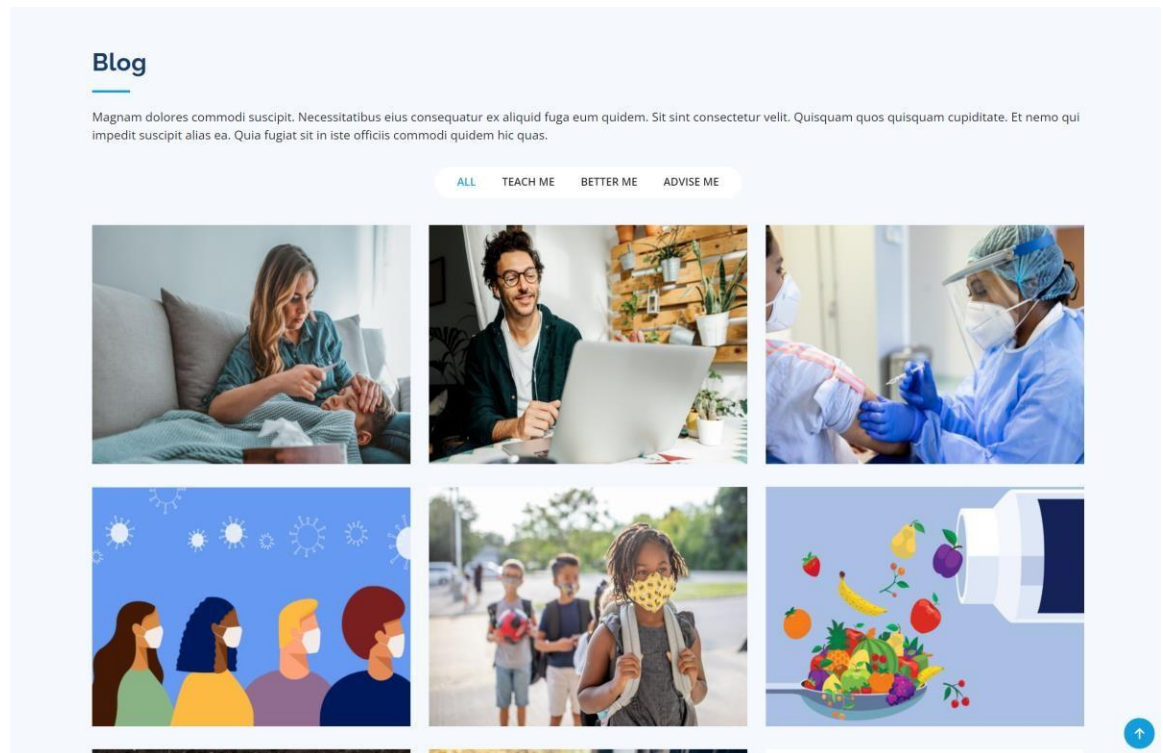 Blog
Magnam dolores commodi suscipit. Necessitatibus eius consequatur ex aliquid fuga eum quidem. Sit sint consectetur velit. Quisquam quos quisquam cupiditate. Et nemo qui
impedit suscipit alias ea. Quia fugiat sit in iste officiis commodi quidem hic quas.
ALL TEACH ME BETTER ME ADVISE ME